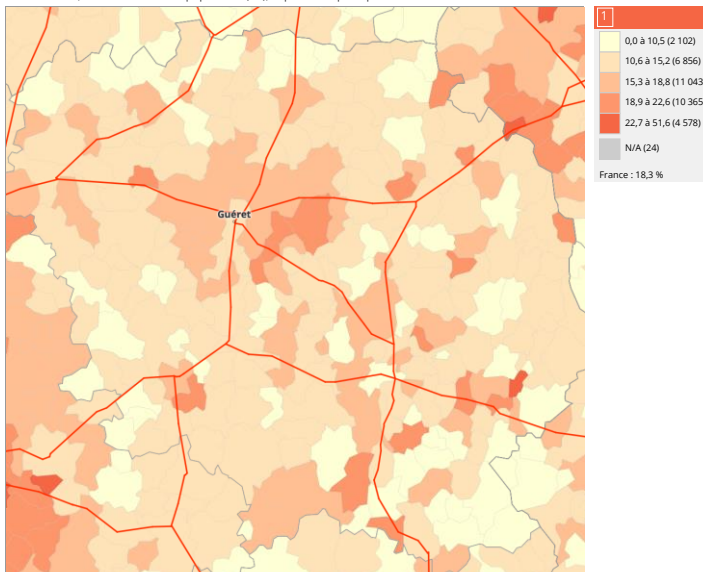 1
0,0 à 10,5 (2 102)
10,6 à 15,2 (6 856)
15,3 à 18,8 (11 043
18,9 à 22,6 (10 365
22,7 à 51,6 (4 578)
N/A (24)
France : 18,3 %
Guéret